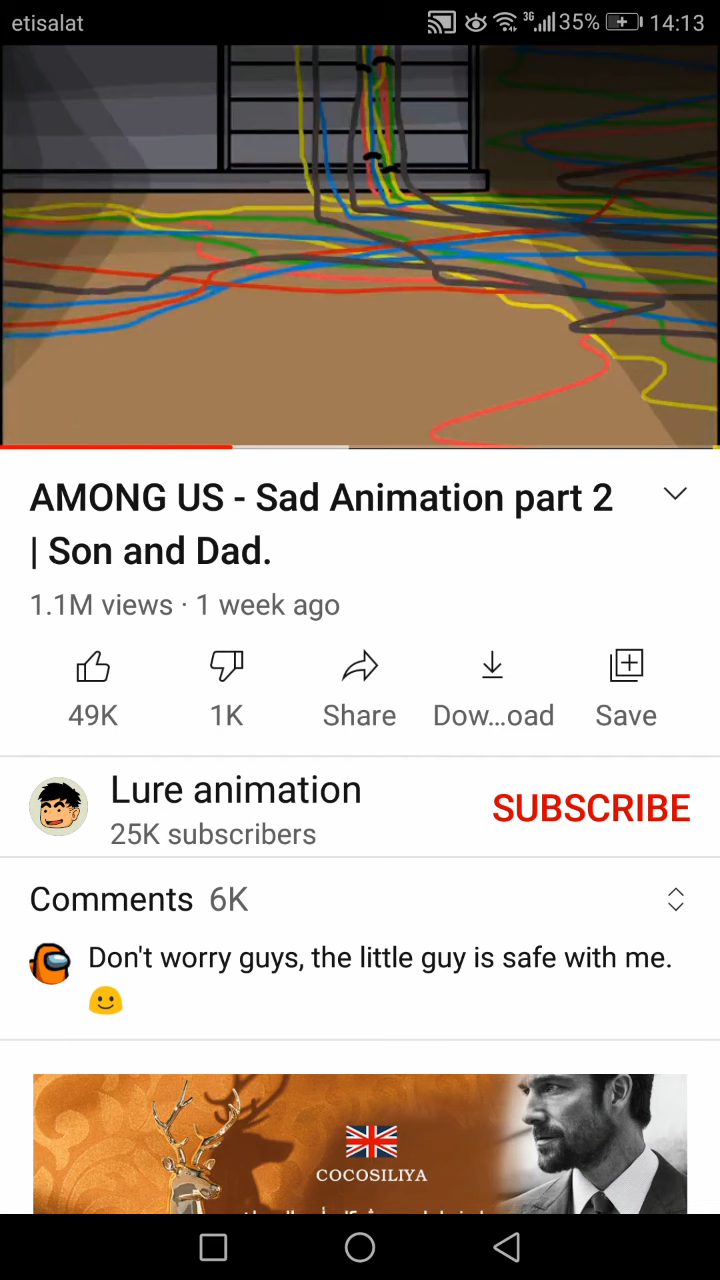 etisalat
3G 35% 14:13
AMONG US - Sad Animation part 2
| Son and Dad.
1.1M views · 1 week ago
49K 1K Share Dow...oad Save
Lure animation
25K subscribers
SUBSCRIBE
Comments 6K
Don't worry guys, the little guy is safe with me.
🙂
COCOSILIYA